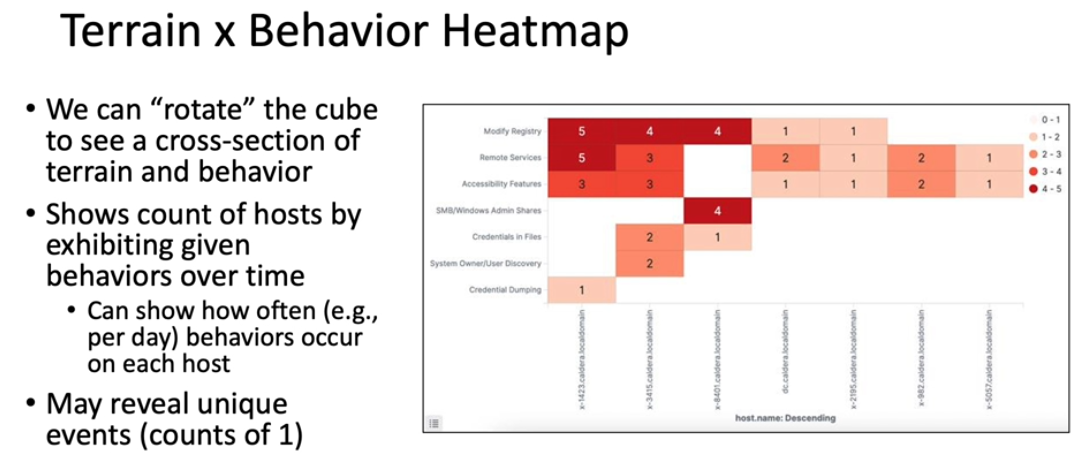 Terrain x Behavior Heatmap
• We can “rotate” the cube
to see a cross-section of
terrain and behavior
• Shows count of hosts by
exhibiting given
behaviors over time
• Can show how often (e.g.,
per day) behaviors occur
on each host
• May reveal unique
events (counts of 1)
Modify Registry 5 4 4 1 1
Remote Services 5 3 2 1 2 1
Accessibility Features 3 3 1 1 2 1
SMB/Windows Admin Shares 4
Credentials in Files 2 1
System Owner/User Discovery 2
Credential Dumping 1
x-1423.caldera.localdomain
x-3415.caldera.localdomain
x-8401.caldera.localdomain
dc.caldera.localdomain
x-2195.caldera.localdomain
x-982.caldera.localdomain
x-5057.caldera.localdomain
host.name: Descending
0 - 1
1 - 2
2 - 3
3 - 4
4 - 5